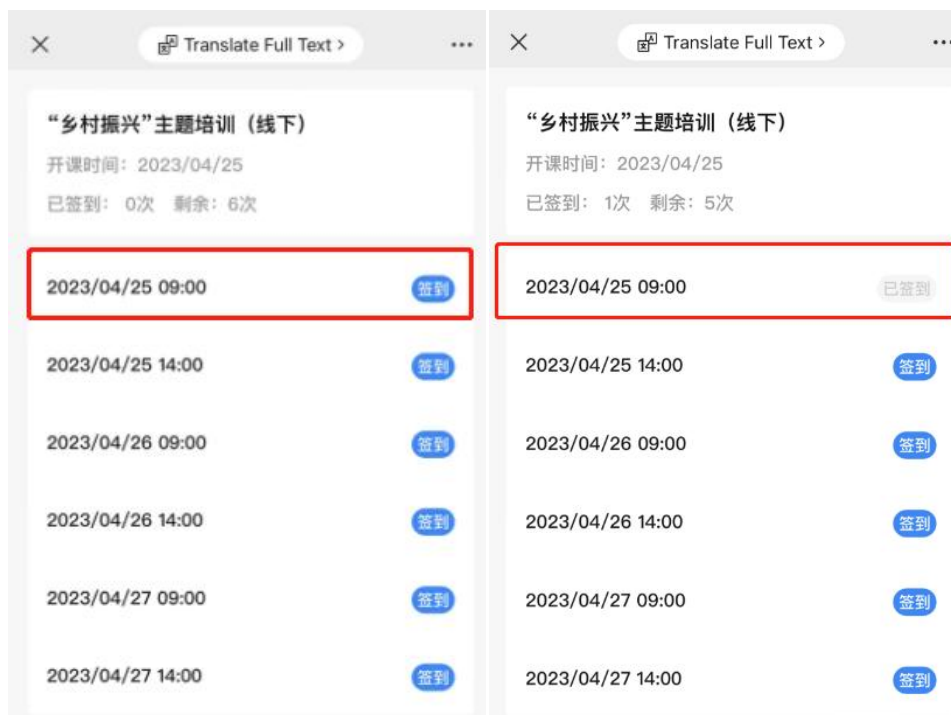 Translate Full Text >
“乡村振兴”主题培训（线下）
开课时间：2023/04/25
已签到：0次 剩余：6次
2023/04/25 09:00 签到
2023/04/25 14:00 签到
2023/04/26 09:00 签到
2023/04/26 14:00 签到
2023/04/27 09:00 签到
2023/04/27 14:00 签到
Translate Full Text >
“乡村振兴”主题培训（线下）
开课时间：2023/04/25
已签到：1次 剩余：5次
2023/04/25 09:00 已签到
2023/04/25 14:00 签到
2023/04/26 09:00 签到
2023/04/26 14:00 签到
2023/04/27 09:00 签到
2023/04/27 14:00 签到